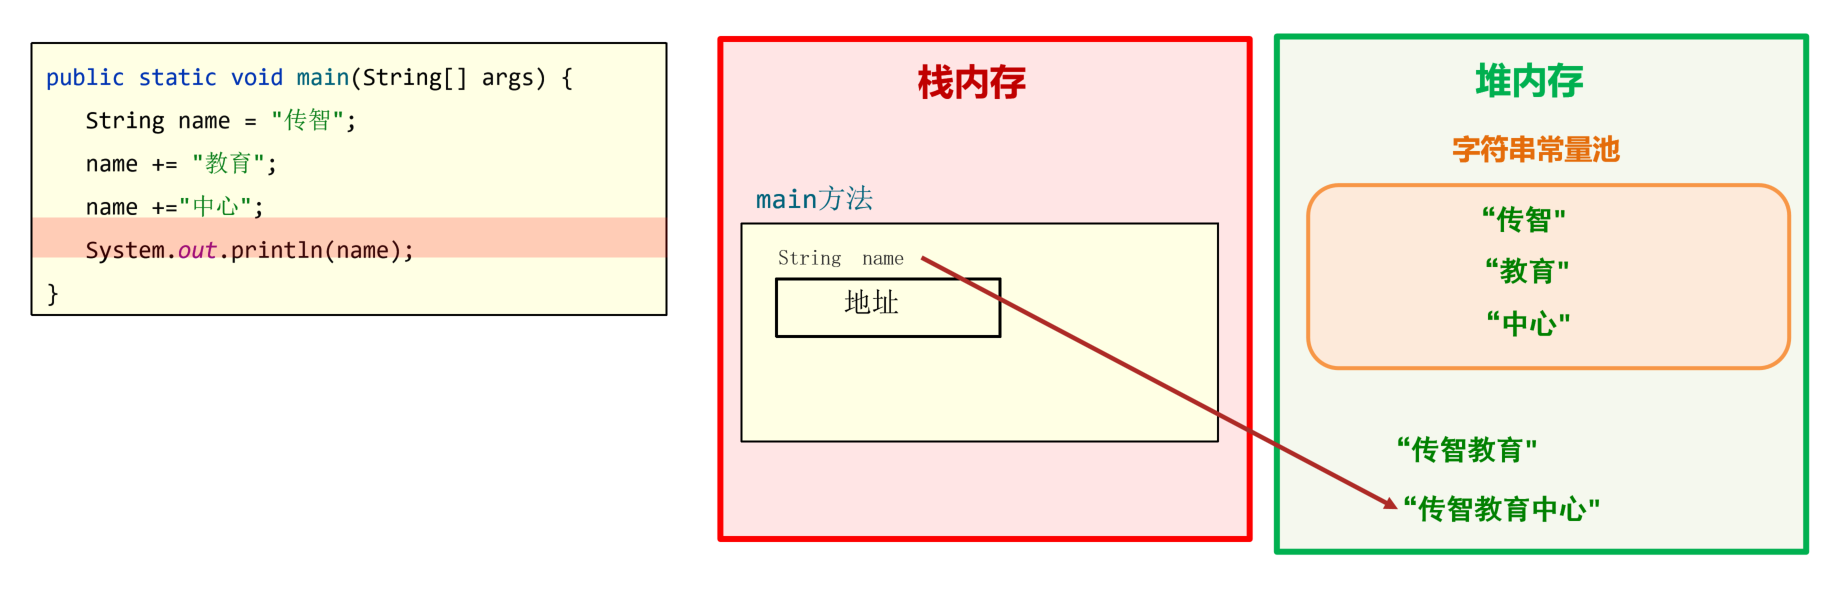 public static void main(String[] args) {
String name = "传智";
name += "教育";
name +="中心";
System.out.println(name);
}
栈内存
main方法
String name
地址
堆内存
字符串常量池
“传智"
“教育"
“中心"
“传智教育"
“传智教育中心"